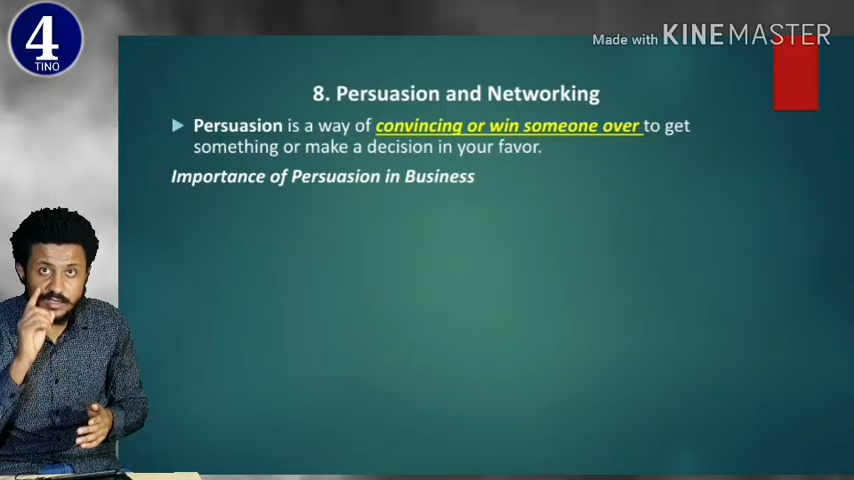 4
TINO
Made with KINEMASTER
8. Persuasion and Networking
Persuasion is a way of convincing or win someone over to get
something or make a decision in your favor.
Importance of Persuasion in Business